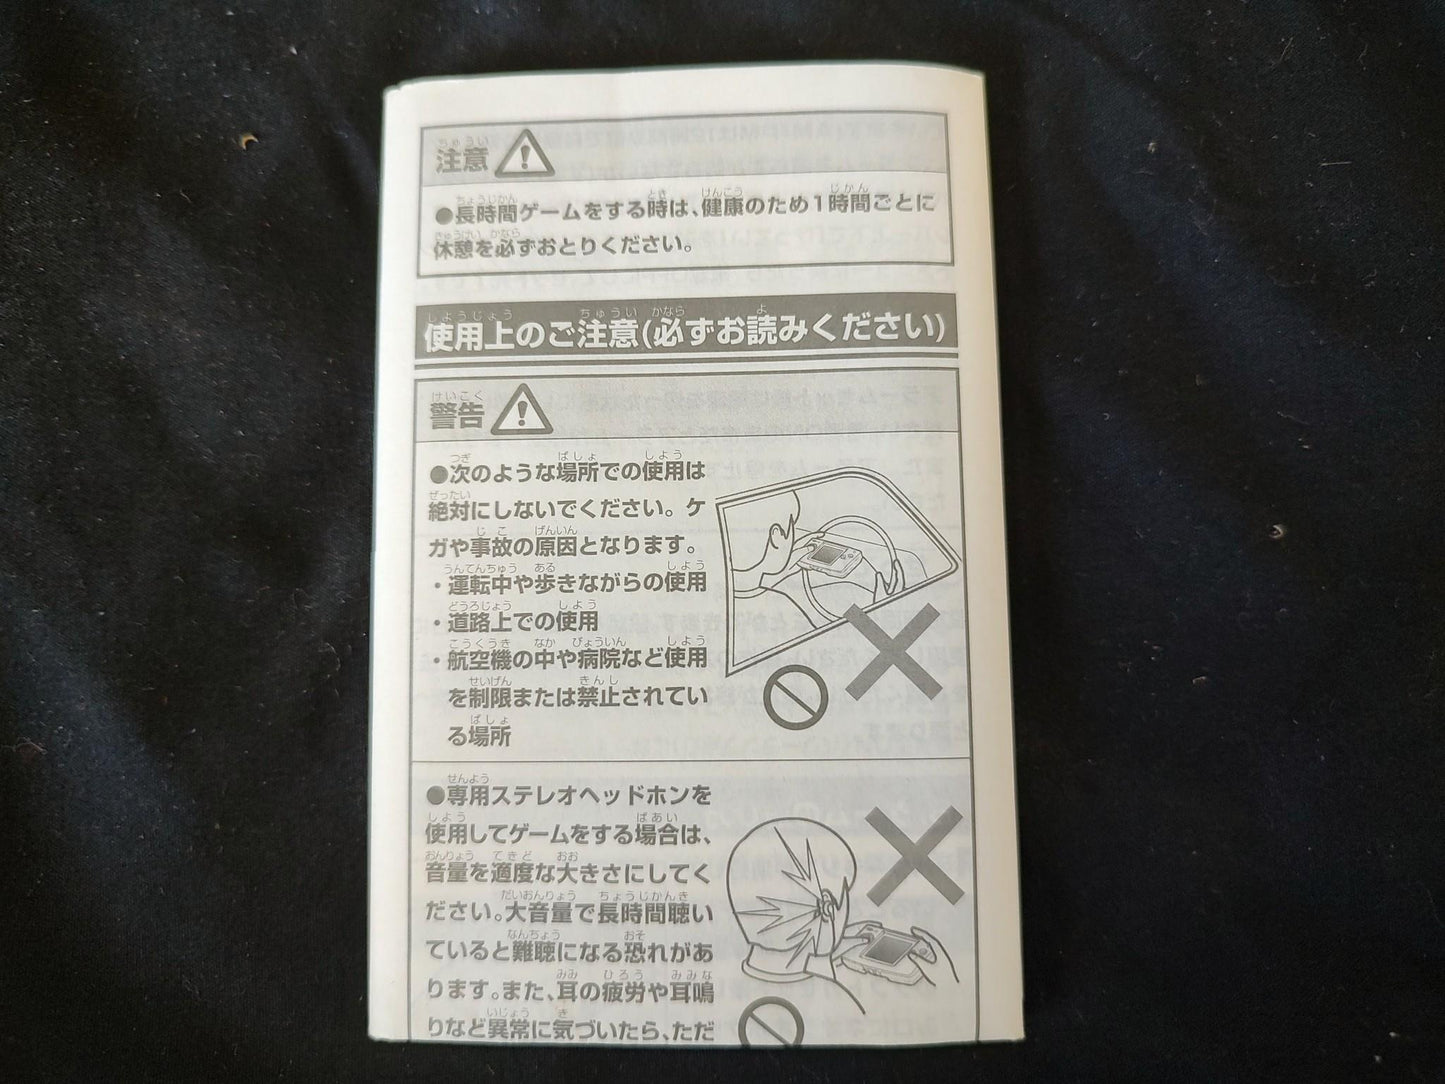 注意
●長時間ゲームをする時は、健康のため1時間ごとに
休憩を必ずおとりください。
使用上のご注意(必ずお読みください)
警告
●次のような場所での使用は
絶対にしないでください。ケ
ガや事故の原因となります。
・運転中や歩きながらの使用
・道路上での使用
・航空機の中や病院など使用
を制限または禁止されてい
る場所
●専用ステレオヘッドホンを
使用してゲームをする場合は、
音量を適度な大きさにしてく
ださい。大音量で長時間聴い
ていると難聴になる恐れがあ
ります。また、耳の疲労や耳鳴
りなど異常に気づいたら、ただ